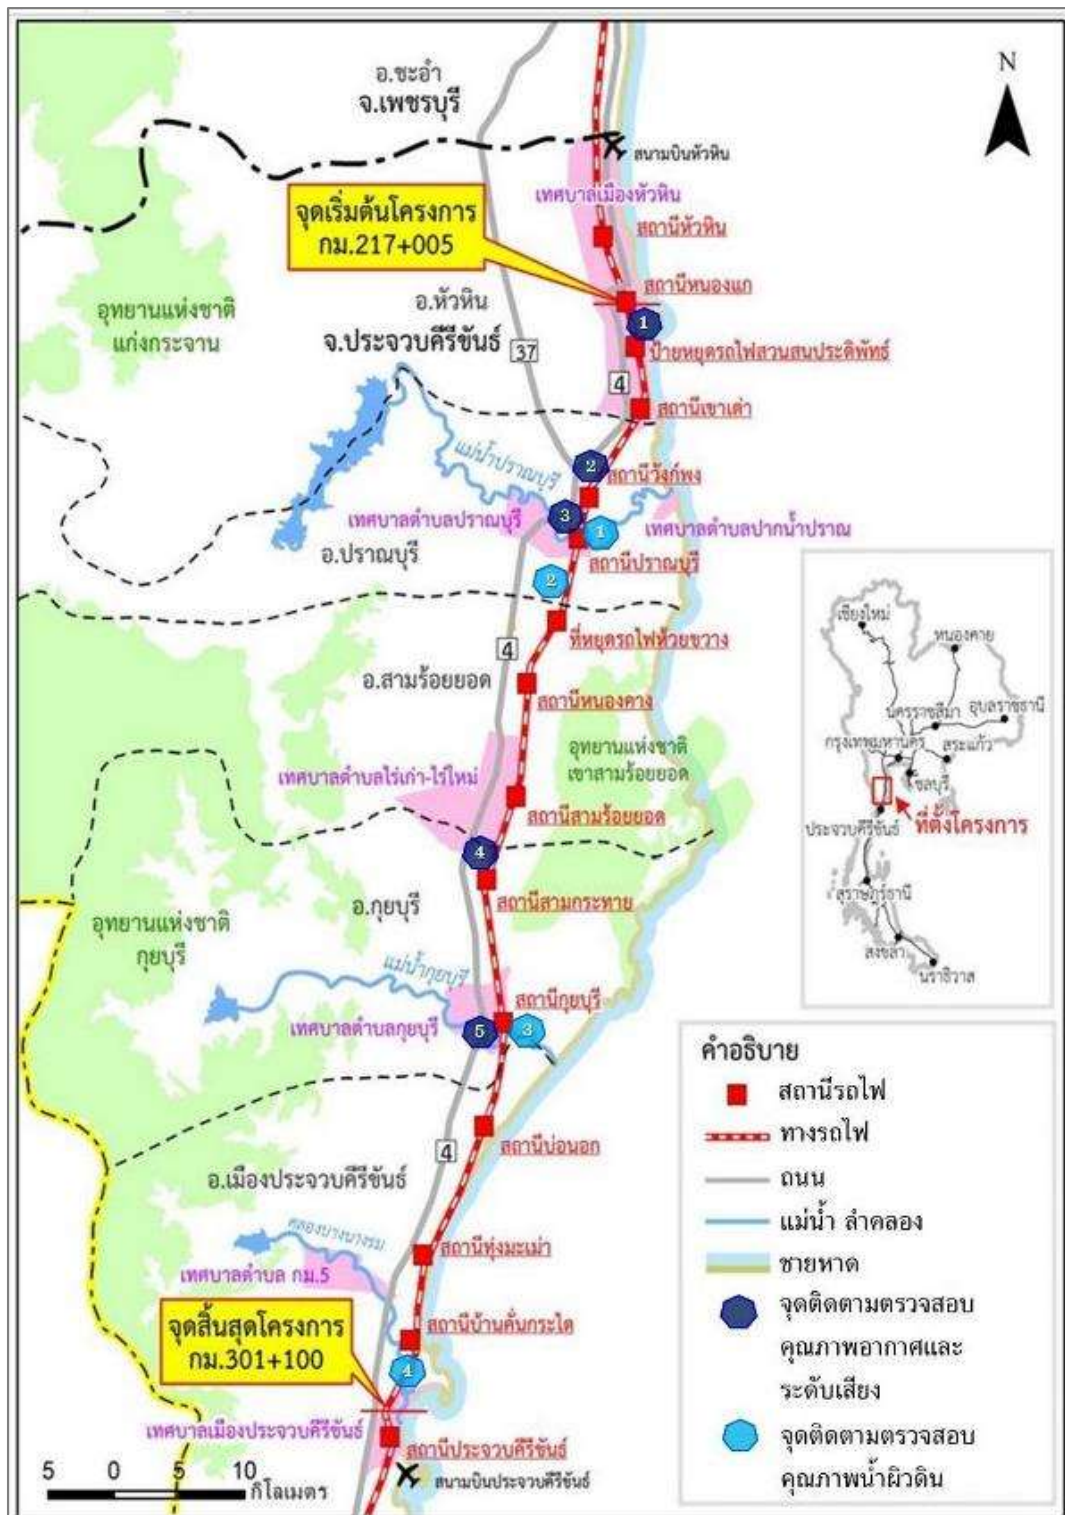 อ.ชะอำ
จ.เพชรบุรี
N
สนามบินหัวหิน
เทศบาลเมืองหัวหิน
จุดเริ่มต้นโครงการ
กม.217+005
สถานีหัวหิน
สถานีหนองแก
อ.หัวหิน
อุทยานแห่งชาติ
แก่งกระจาน
จ.ประจวบคีรีขันธ์
1
37
ป้ายหยุดรถไฟสวนสนประดิพัทธ์
4
สถานีเขาเต่า
แม่น้ำปราณบุรี
2
สถานีวังก์พง
เทศบาลตำบลปราณบุรี
3
1
เทศบาลตำบลปากน้ำปราณ
อ.ปราณบุรี
สถานีปราณบุรี
2
ที่หยุดรถไฟห้วยขวาง
4
อ.สามร้อยยอด
สถานีหนองคาง
อุทยานแห่งชาติ
เขาสามร้อยยอด
เทศบาลตำบลไร่เก่า-ไร่ใหม่
สถานีสามร้อยยอด
4
สถานีสามกระทาย
อ.กุยบุรี
อุทยานแห่งชาติ
กุยบุรี
แม่น้ำกุยบุรี
สถานีกุยบุรี
เทศบาลตำบลกุยบุรี
5
3
สถานีบ่อนอก
4
อ.เมืองประจวบคีรีขันธ์
คลองบางนางรม
สถานีทุ่งมะเม่า
เทศบาลตำบล กม.5
จุดสิ้นสุดโครงการ
กม.301+100
สถานีบ้านคั่นกระได
4
เทศบาลเมืองประจวบคีรีขันธ์
สถานีประจวบคีรีขันธ์
สนามบินประจวบคีรีขันธ์
5 0 5 10
กิโลเมตร
เชียงใหม่
หนองคาย
นครราชสีมา
อุบลราชธานี
กรุงเทพมหานคร
สระแก้ว
ชลบุรี
ประจวบคีรีขันธ์
ที่ตั้งโครงการ
สุราษฎร์ธานี
สงขลา
นราธิวาส
คำอธิบาย
สถานีรถไฟ
ทางรถไฟ
ถนน
แม่น้ำ ลำคลอง
ชายหาด
จุดติดตามตรวจสอบ
คุณภาพอากาศและ
ระดับเสียง
จุดติดตามตรวจสอบ
คุณภาพน้ำผิวดิน